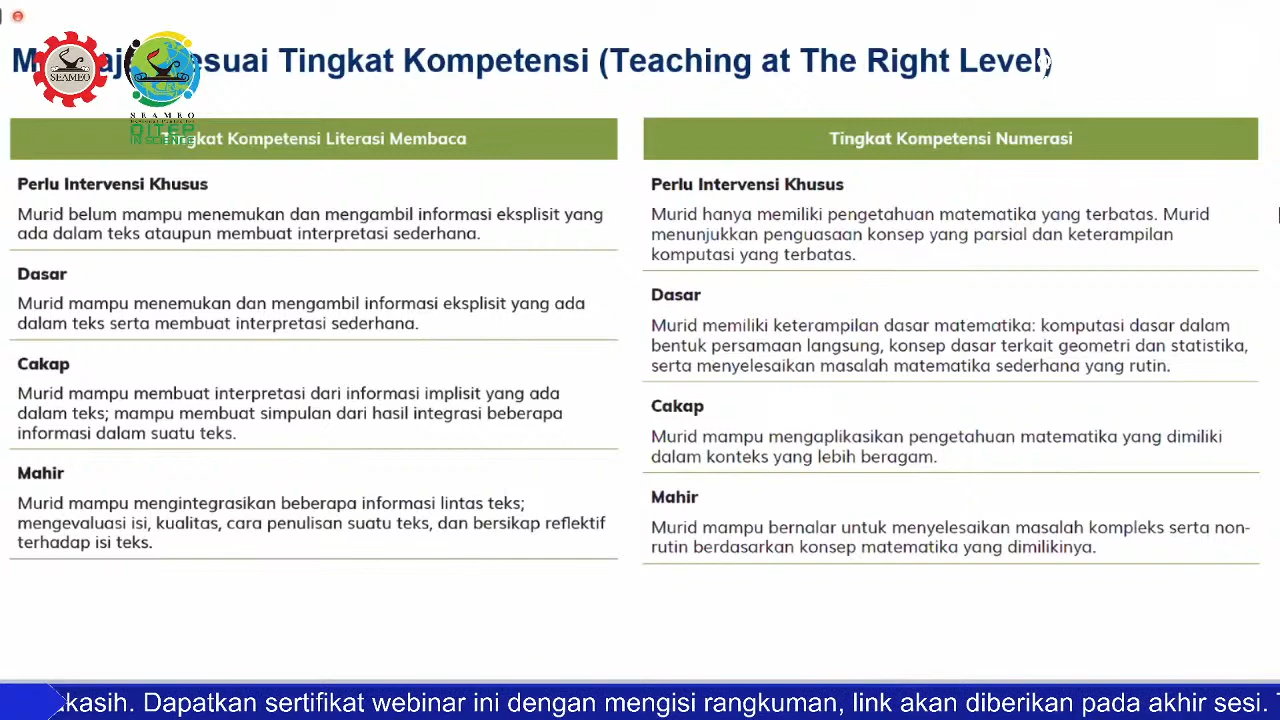 Tingkat Kompetensi (Teaching at The Right Level)
SEAMEO
SEAMEO
QITEP
IN SCIENCE
Kompetensi Literasi Membaca
Perlu Intervensi Khusus
Murid belum mampu menemukan dan mengambil informasi eksplisit yang
ada dalam teks ataupun membuat interpretasi sederhana.
Dasar
Murid mampu menemukan dan mengambil informasi eksplisit yang ada
dalam teks serta membuat interpretasi sederhana.
Cakap
Murid mampu membuat interpretasi dari informasi implisit yang ada
dalam teks; mampu membuat simpulan dari hasil integrasi beberapa
informasi dalam suatu teks.
Mahir
Murid mampu mengintegrasikan beberapa informasi lintas teks;
mengevaluasi isi, kualitas, cara penulisan suatu teks, dan bersikap reflektif
terhadap isi teks.
Tingkat Kompetensi Numerasi
Perlu Intervensi Khusus
Murid hanya memiliki pengetahuan matematika yang terbatas. Murid
menunjukkan penguasaan konsep yang parsial dan keterampilan
komputasi yang terbatas.
Dasar
Murid memiliki keterampilan dasar matematika: komputasi dasar dalam
bentuk persamaan langsung, konsep dasar terkait geometri dan statistika,
serta menyelesaikan masalah matematika sederhana yang rutin.
Cakap
Murid mampu mengaplikasikan pengetahuan matematika yang dimiliki
dalam konteks yang lebih beragam.
Mahir
Murid mampu bernalar untuk menyelesaikan masalah kompleks serta non-
rutin berdasarkan konsep matematika yang dimilikinya.
kasih. Dapatkan sertifikat webinar ini dengan mengisi rangkuman, link akan diberikan pada akhir sesi.